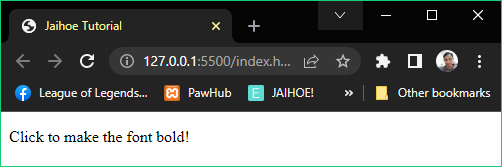 Jaihoe Tutorial
127.0.0.1:5500/index.h...
League of Legends... PawHub JAIHOE! » Other bookmarks
Click to make the font bold!